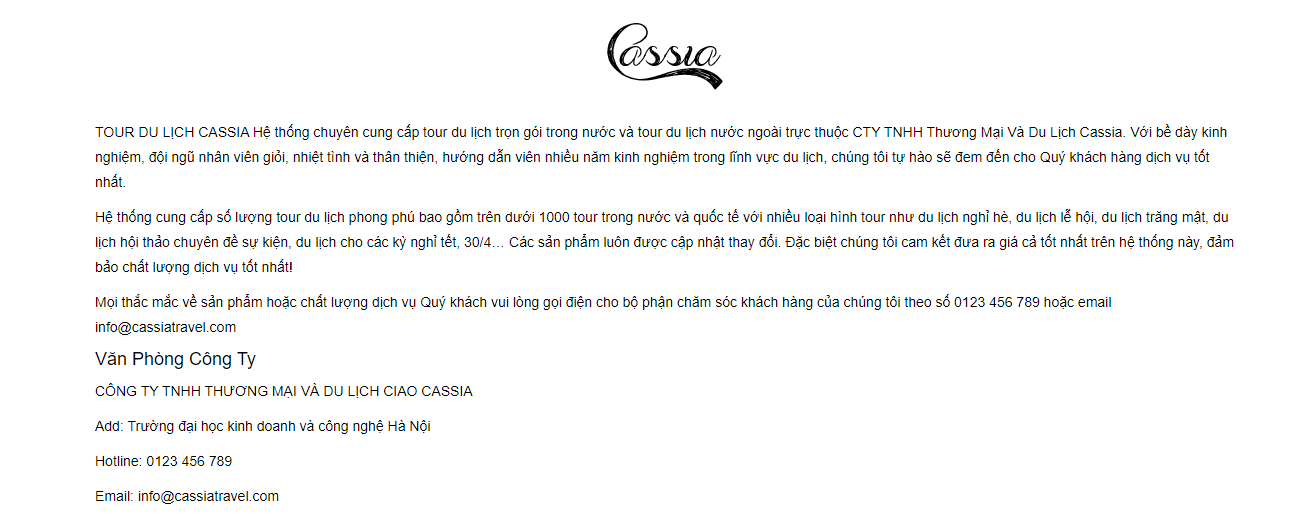 Cassia
TOUR DU LỊCH CASSIA Hệ thống chuyên cung cấp tour du lịch trọn gói trong nước và tour du lịch nước ngoài trực thuộc CTY TNHH Thương Mại Và Du Lịch Cassia. Với bề dày kinh
nghiệm, đội ngũ nhân viên giỏi, nhiệt tình và thân thiện, hướng dẫn viên nhiều năm kinh nghiệm trong lĩnh vực du lịch, chúng tôi tự hào sẽ đem đến cho Quý khách hàng dịch vụ tốt
nhất.
Hệ thống cung cấp số lượng tour du lịch phong phú bao gồm trên dưới 1000 tour trong nước và quốc tế với nhiều loại hình tour như du lịch nghỉ hè, du lịch lễ hội, du lịch trăng mật, du
lịch hội thảo chuyên đề sự kiện, du lịch cho các kỳ nghỉ tết, 30/4… Các sản phẩm luôn được cập nhật thay đổi. Đặc biệt chúng tôi cam kết đưa ra giá cả tốt nhất trên hệ thống này, đảm
bảo chất lượng dịch vụ tốt nhất!
Mọi thắc mắc về sản phẩm hoặc chất lượng dịch vụ Quý khách vui lòng gọi điện cho bộ phận chăm sóc khách hàng của chúng tôi theo số 0123 456 789 hoặc email
info@cassiatravel.com
Văn Phòng Công Ty
CÔNG TY TNHH THƯƠNG MẠI VÀ DU LỊCH CIAO CASSIA
Add: Trường đại học kinh doanh và công nghệ Hà Nội
Hotline: 0123 456 789
Email: info@cassiatravel.com